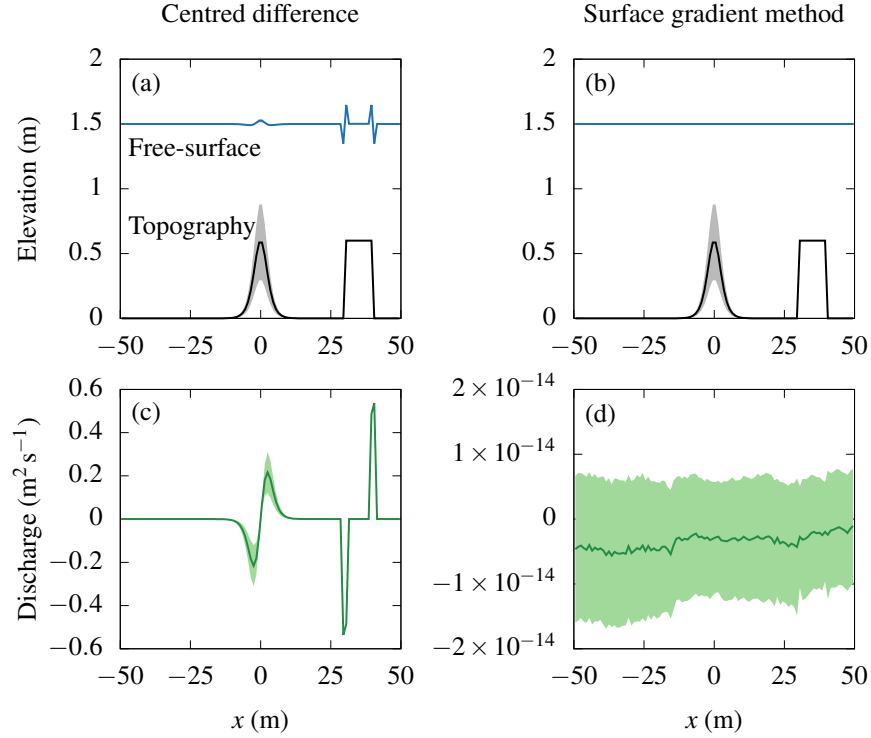 Centred difference
Surface gradient method
Elevation (m)
2
1.5
1
0.5
0
(a)
Free-surface
Topography
−50 −25 0 25 50
2
1.5
1
0.5
0
(b)
−50 −25 0 25 50
Discharge (m² s⁻¹)
0.6
0.4
0.2
0
−0.2
−0.4
−0.6
(c)
−50 −25 0 25 50
x (m)
2 × 10⁻¹⁴
1 × 10⁻¹⁴
0
−1 × 10⁻¹⁴
−2 × 10⁻¹⁴
(d)
−50 −25 0 25 50
x (m)